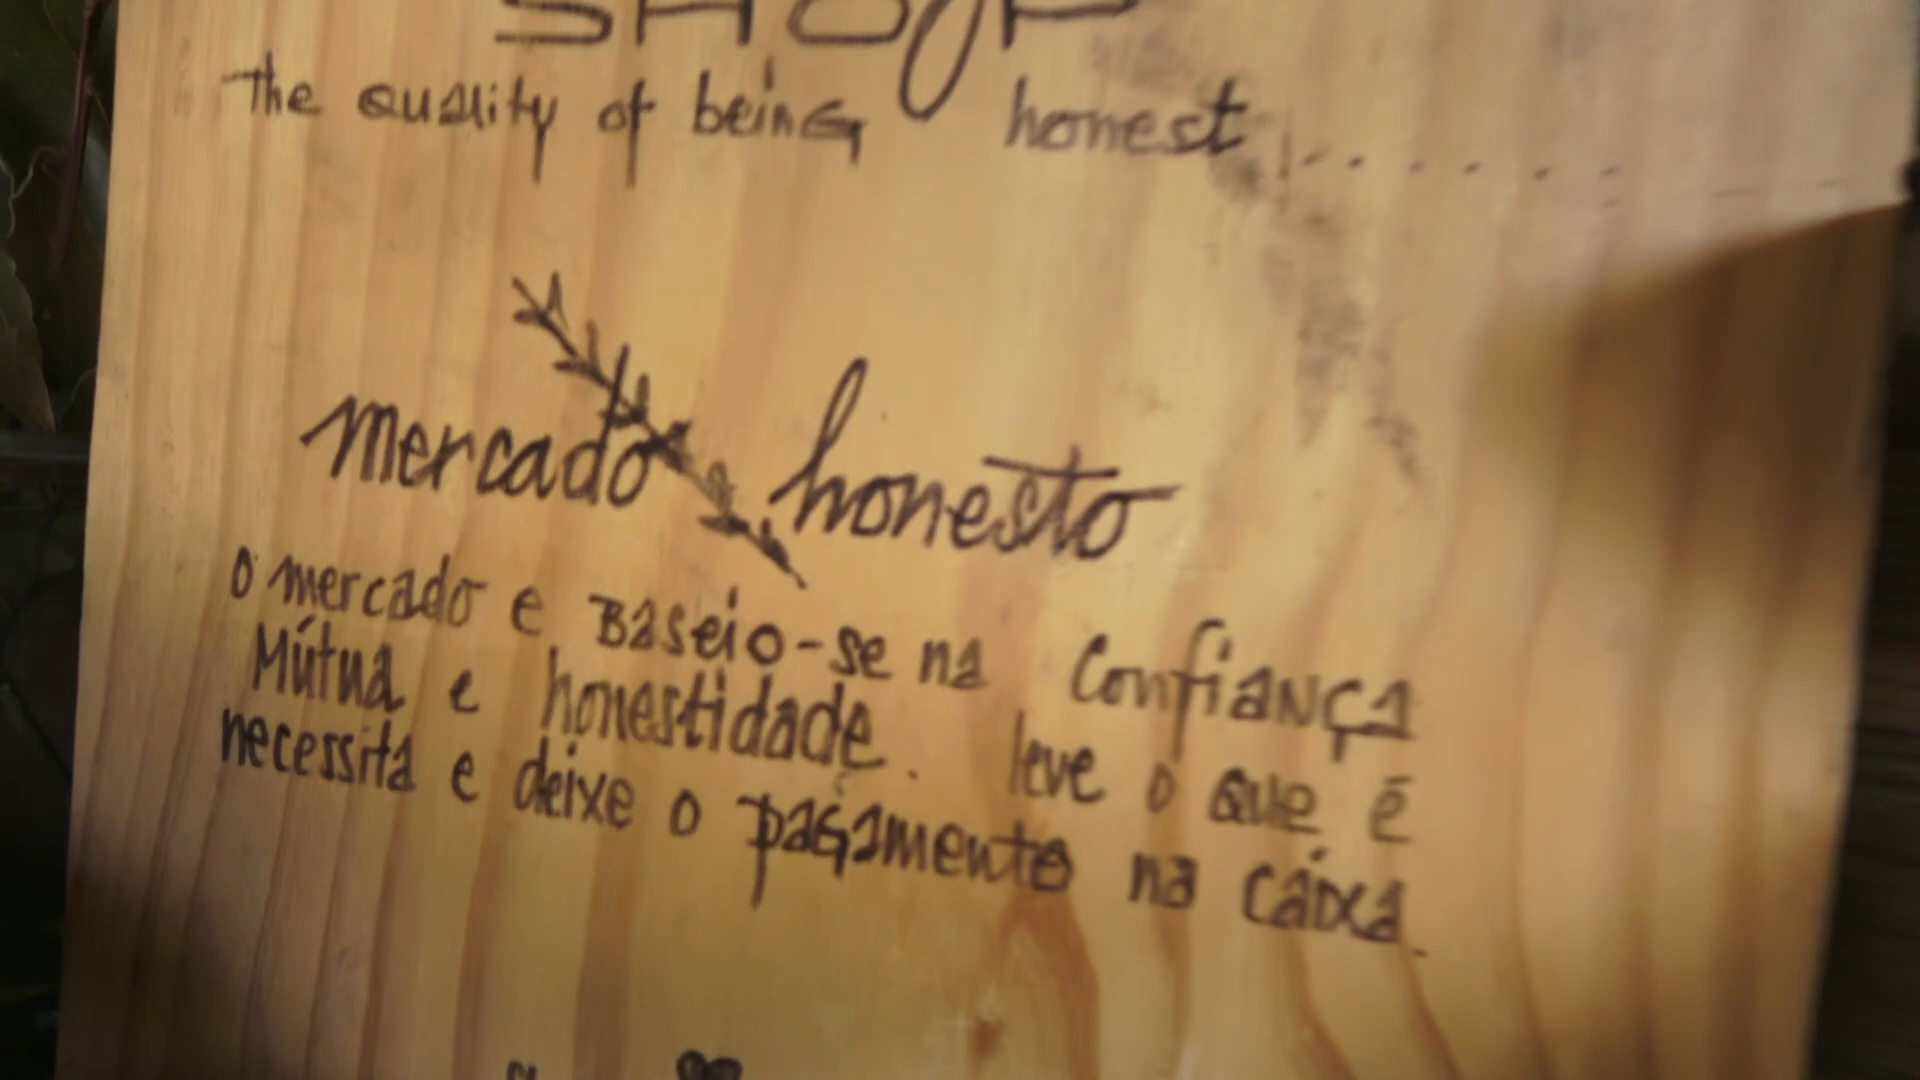 SHOP
The quality of being honest.......
mercado honesto
o mercado e Baseio-se na Confiança
Mútua e honestidade. leve o que é
necessita e deixe o pagamento na caixa.